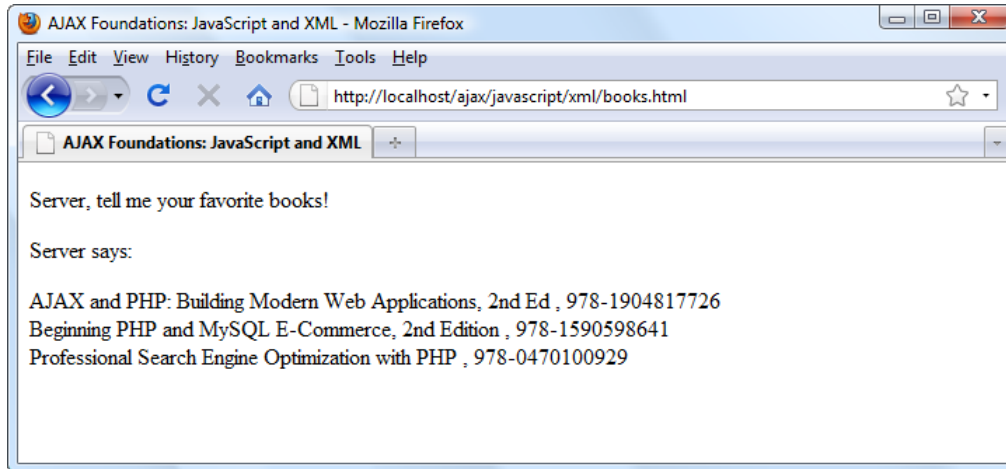 AJAX Foundations: JavaScript and XML - Mozilla Firefox
File Edit View History Bookmarks Tools Help
http://localhost/ajax/javascript/xml/books.html
AJAX Foundations: JavaScript and XML
Server, tell me your favorite books!
Server says:
AJAX and PHP: Building Modern Web Applications, 2nd Ed , 978-1904817726
Beginning PHP and MySQL E-Commerce, 2nd Edition , 978-1590598641
Professional Search Engine Optimization with PHP , 978-0470100929